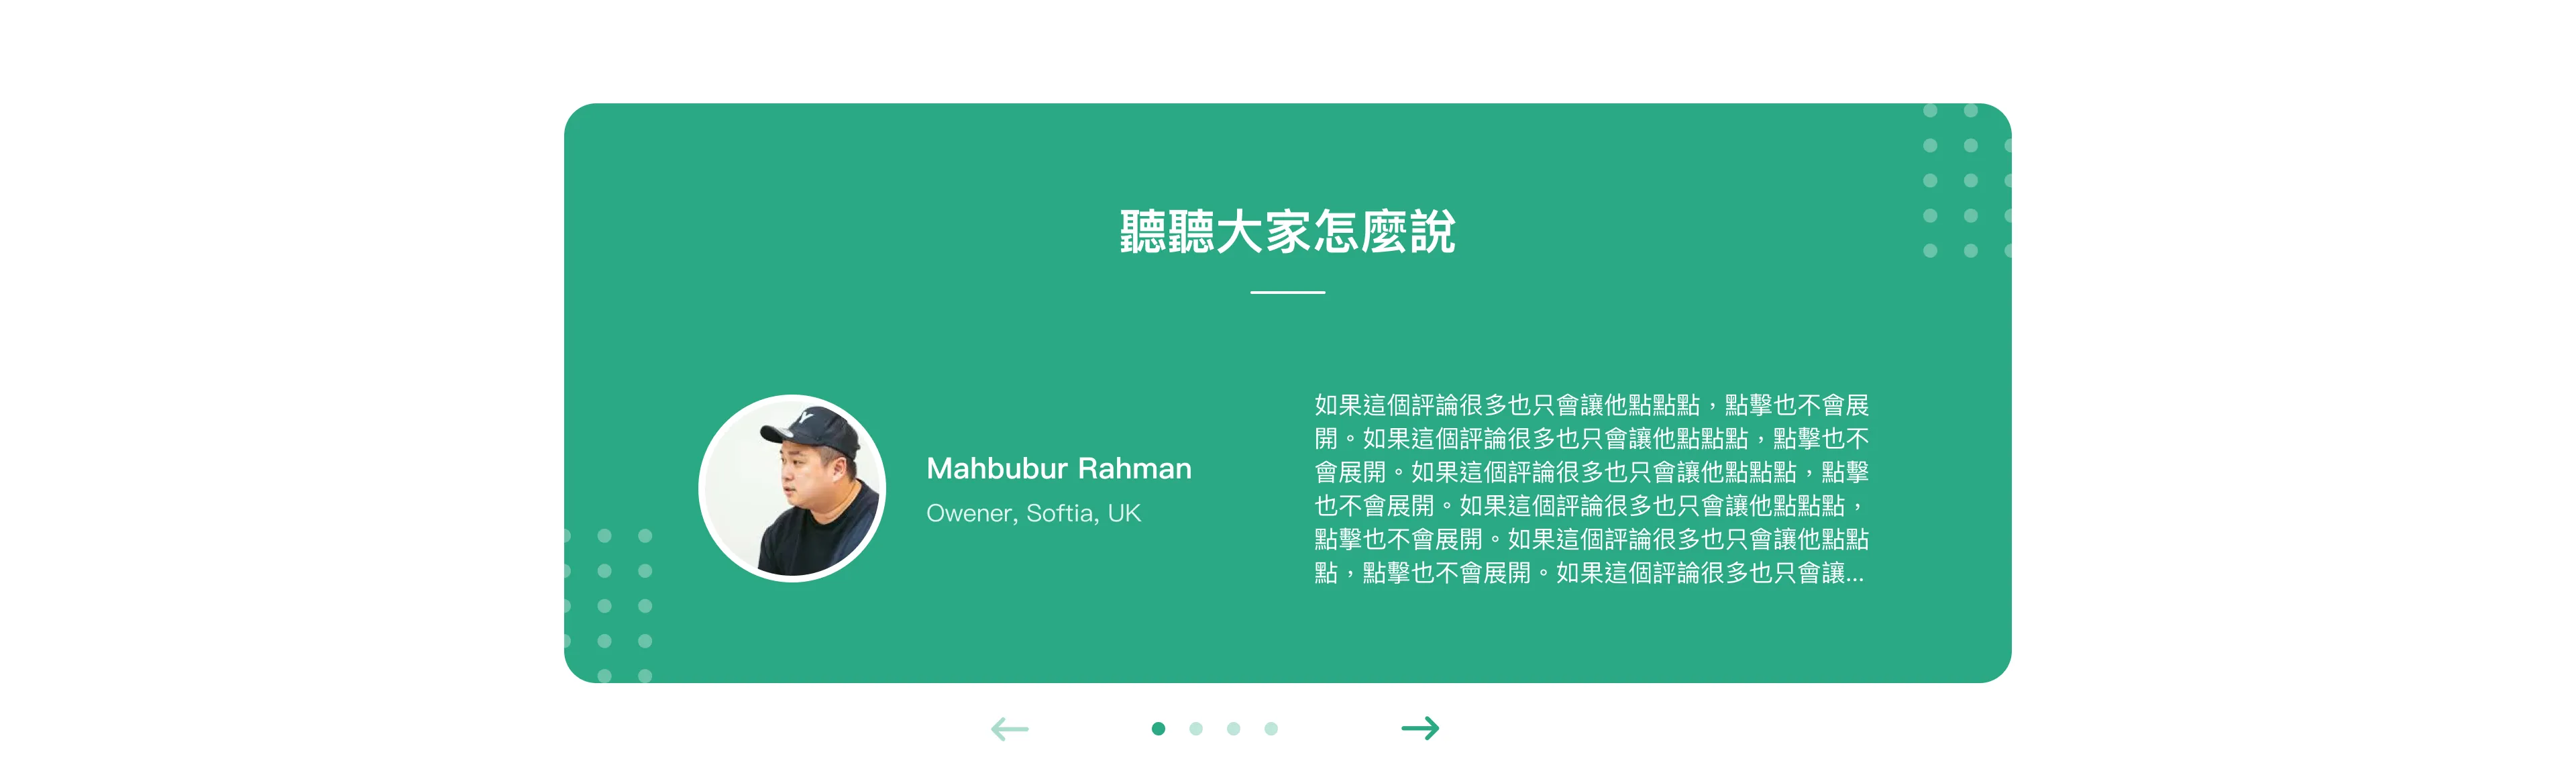 聽聽大家怎麼說
Mahbubur Rahman
Owener, Softia, UK
如果這個評論很多也只會讓他點點點，點擊也不會展
開。如果這個評論很多也只會讓他點點點，點擊也不
會展開。如果這個評論很多也只會讓他點點點，點擊
也不會展開。如果這個評論很多也只會讓他點點點，
點擊也不會展開。如果這個評論很多也只會讓他點點
點，點擊也不會展開。如果這個評論很多也只會讓...